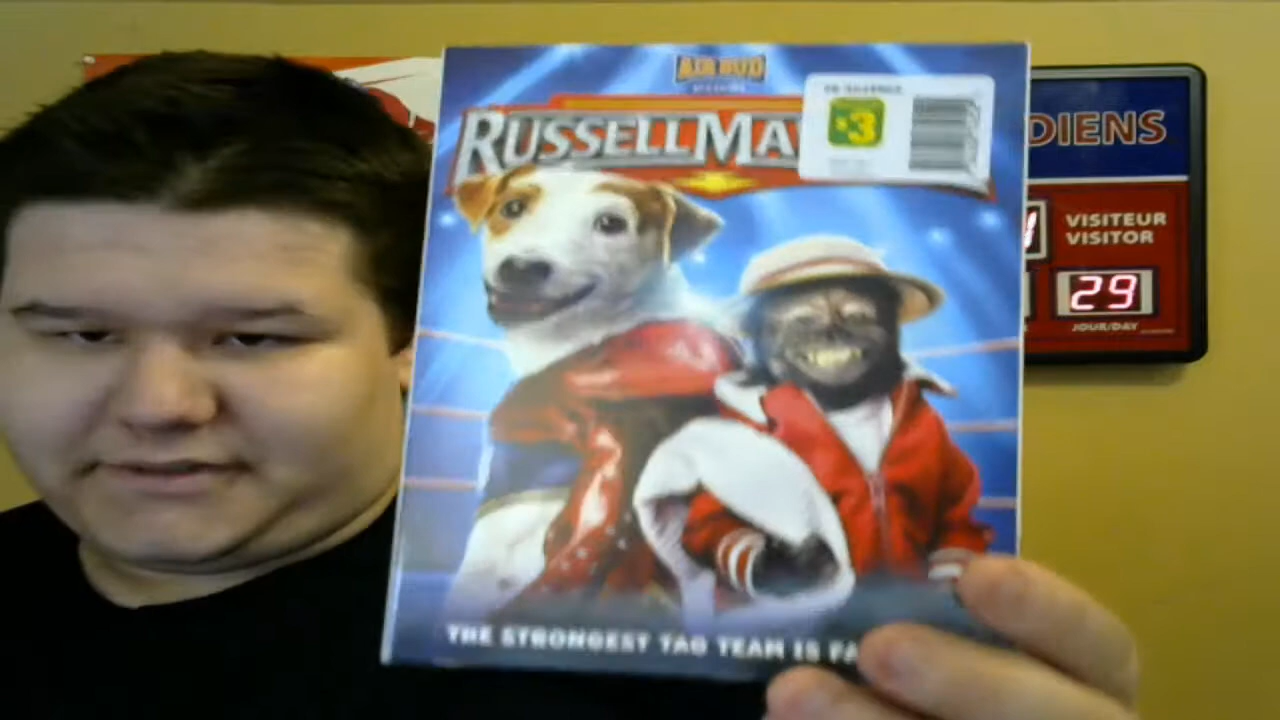 AIR BUD
RUSSELLMA
3
DIENS
VISITEUR
VISITOR
29
JOUR/DAY
THE STRONGEST TAG TEAM IS FA